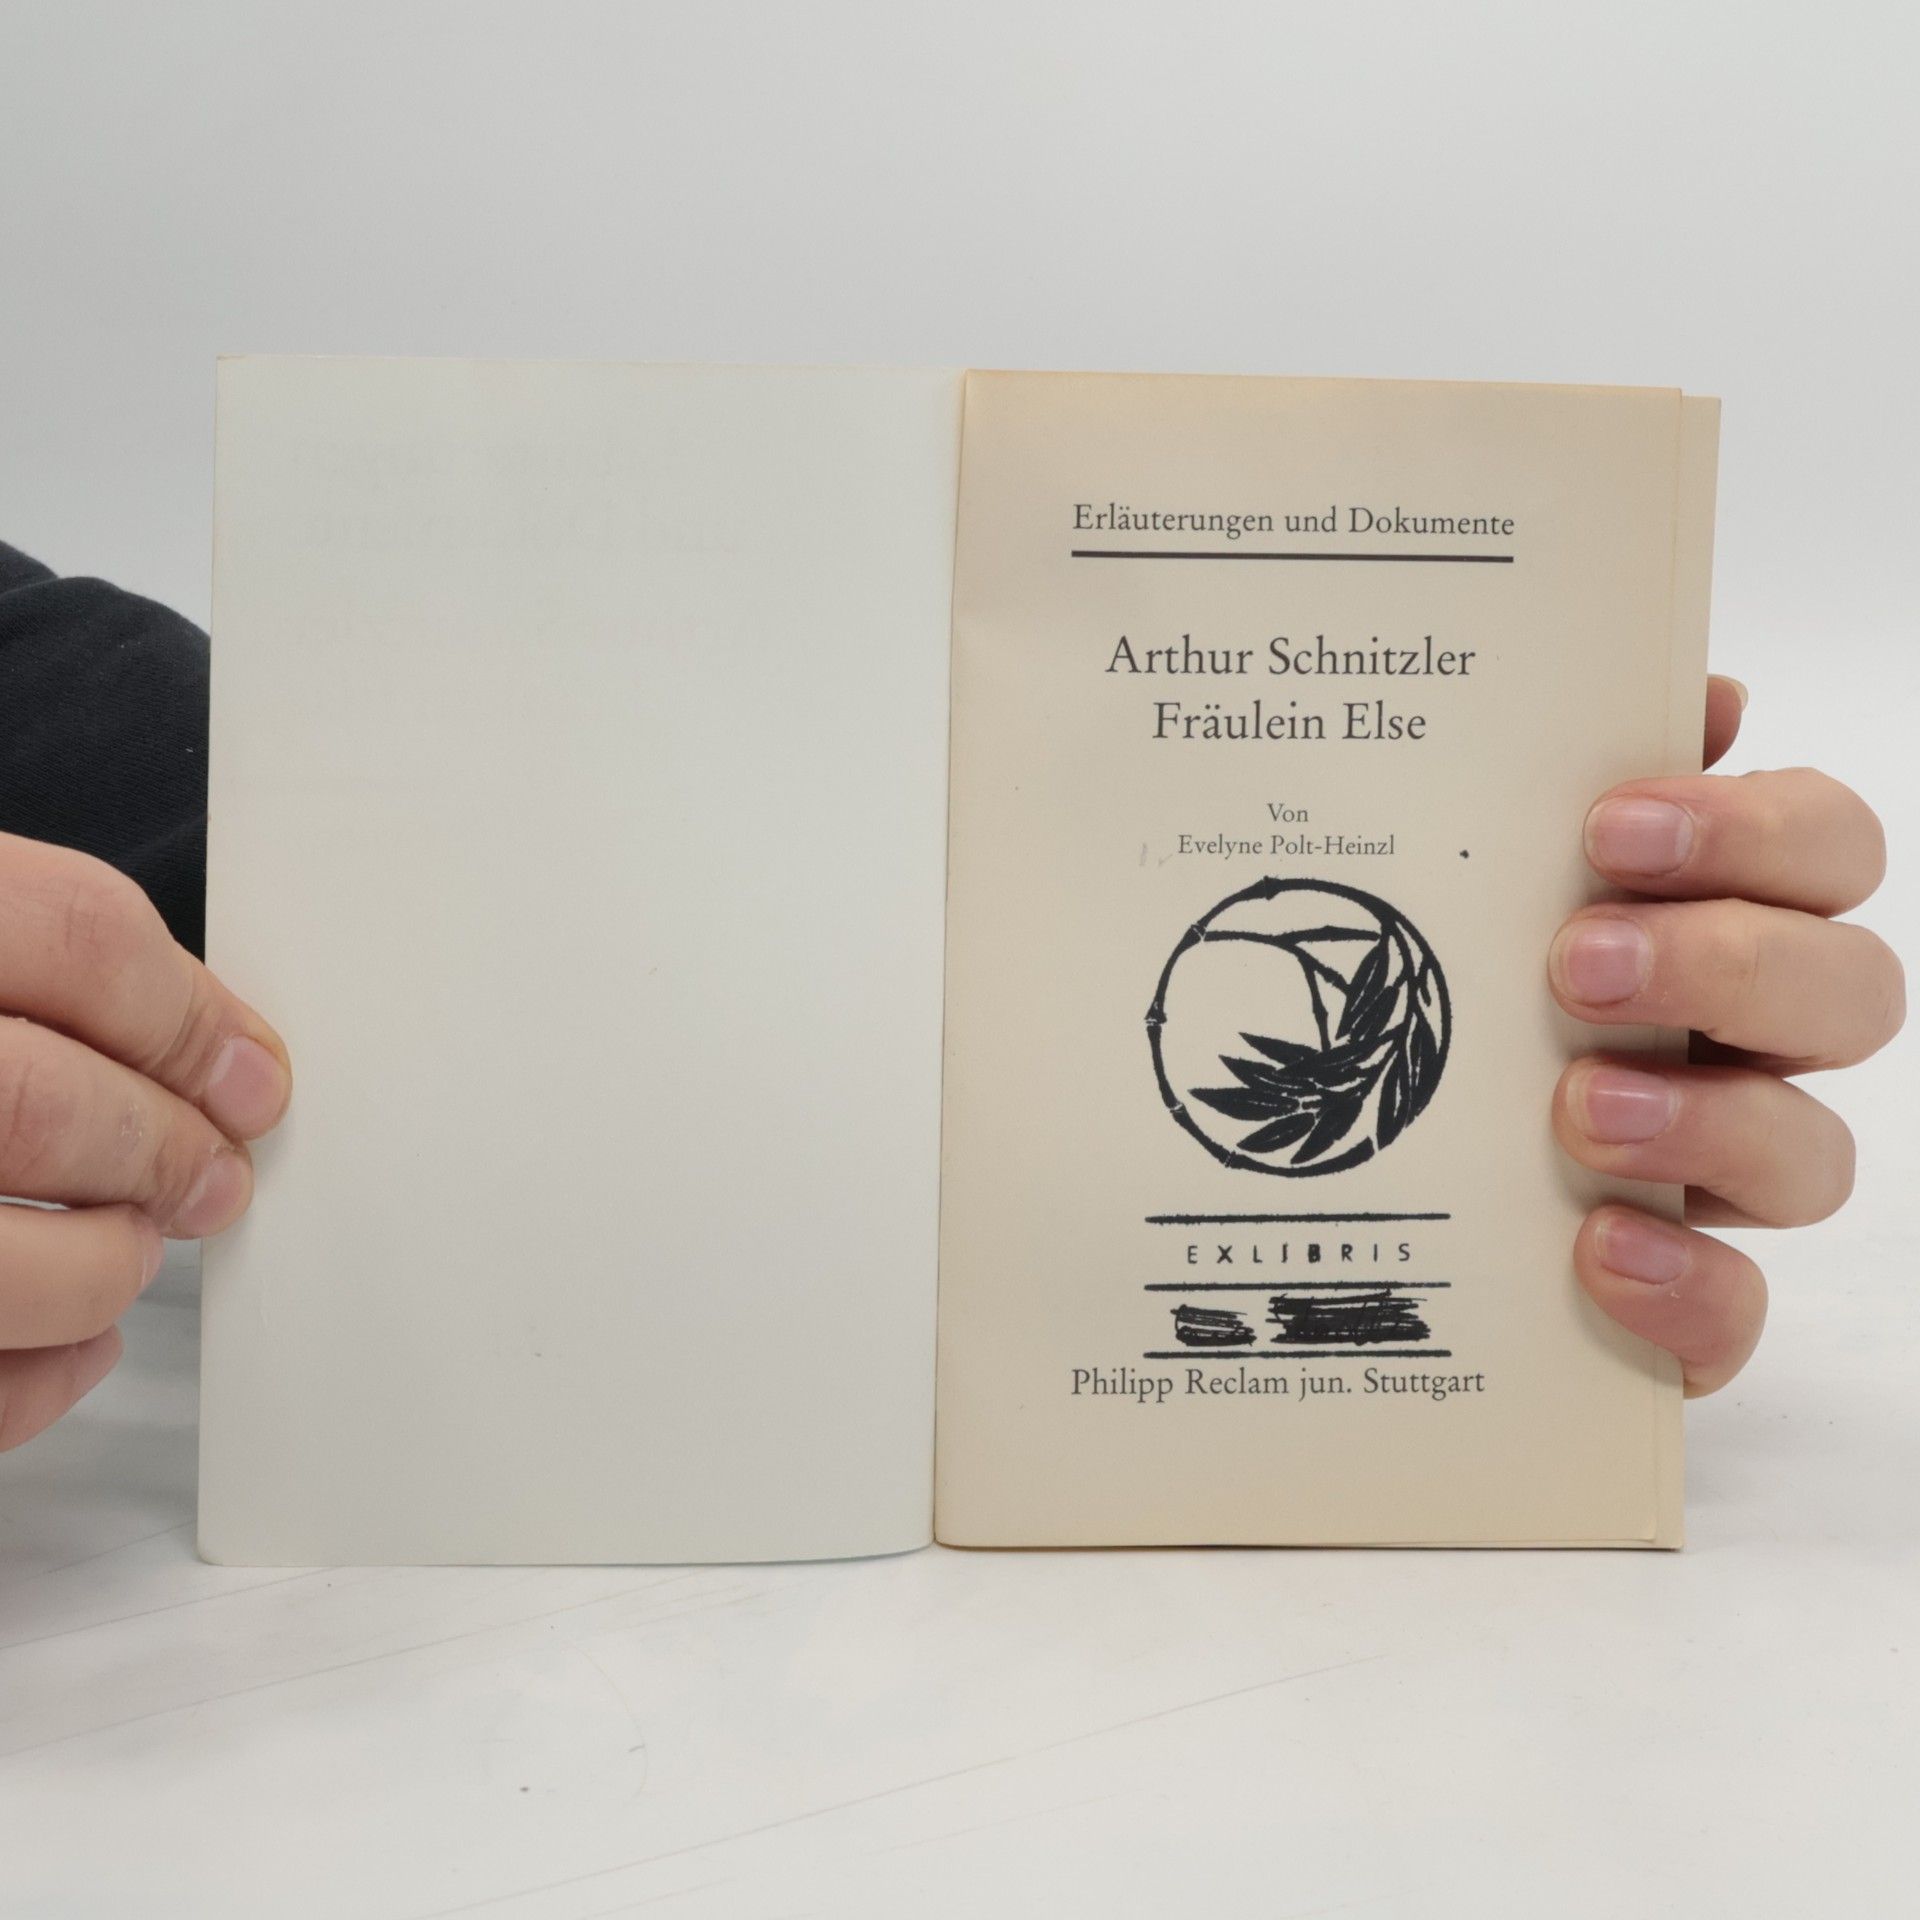 Erläuterungen und Dokumente
Arthur Schnitzler
Fräulein Else
Von
Evelyne Polt-Heinzl
EXLIBRIS
Philipp Reclam jun. Stuttgart